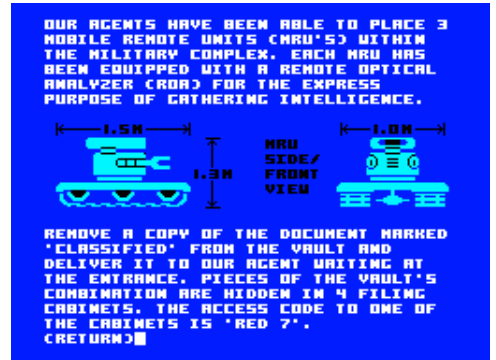 OUR AGENTS HAVE BEEN ABLE TO PLACE 3
MOBILE REMOTE UNITS (MRU'S) WITHIN
THE MILITARY COMPLEX. EACH MRU HAS
BEEN EQUIPPED WITH A REMOTE OPTICAL
ANALYZER (ROA) FOR THE EXPRESS
PURPOSE OF GATHERING INTELLIGENCE.
1.5M
1.0M
MRU
SIDE/
1.3M FRONT
VIEW
REMOVE A COPY OF THE DOCUMENT MARKED
'CLASSIFIED' FROM THE VAULT AND
DELIVER IT TO OUR AGENT WAITING AT
THE ENTRANCE. PIECES OF THE VAULT'S
COMBINATION ARE HIDDEN IN 4 FILING
CABINETS. THE ACCESS CODE TO ONE OF
THE CABINETS IS 'RED 7'.
(RETURN)